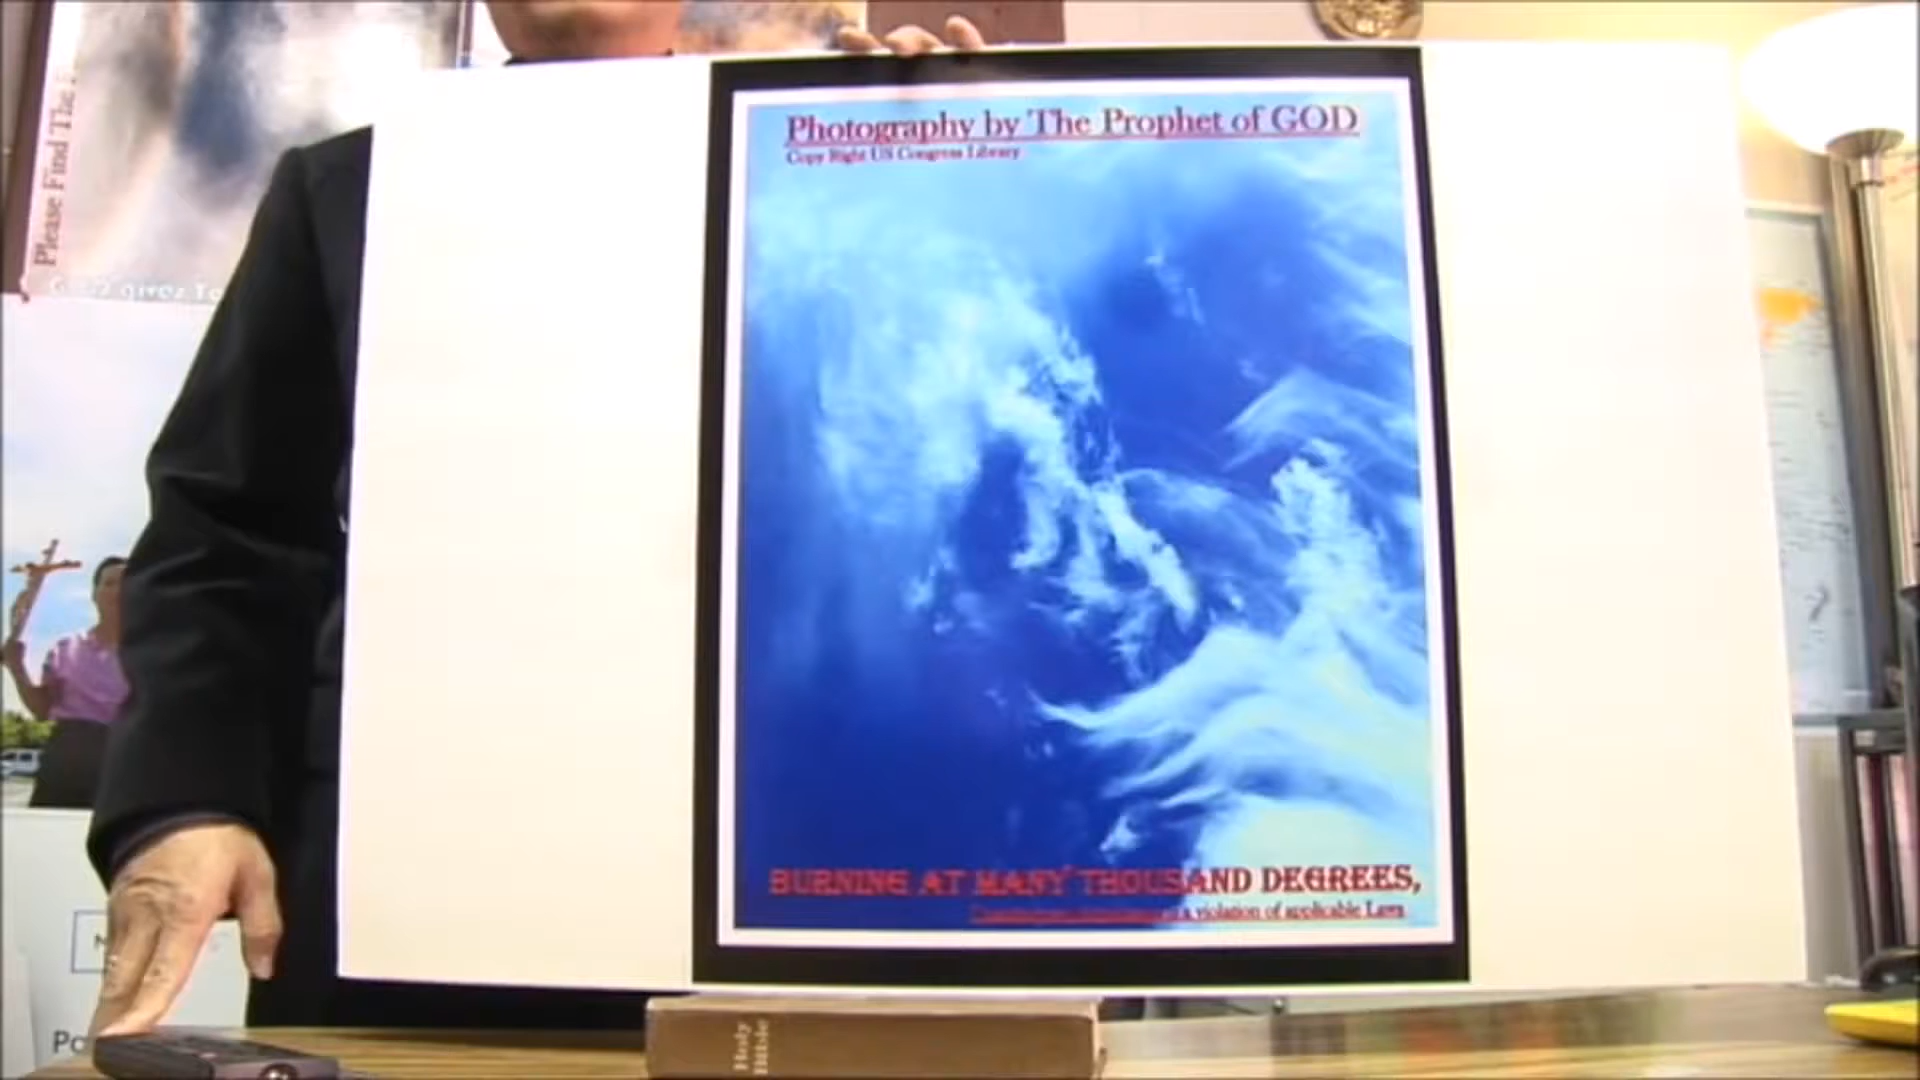 Please Find The
Photography by The Prophet of GOD
Copy Right US Congress Library
BURNING AT MANY THOUSAND DEGREES,
a violation of applicable Laws
Holy
Bible